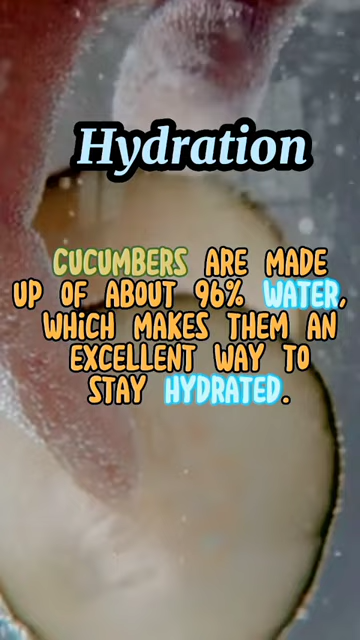 Hydration
CUCUMBERS ARE MADE
UP OF ABOUT 96% WATER,
WHICH MAKES THEM AN
EXCELLENT WAY TO
STAY HYDRATED.